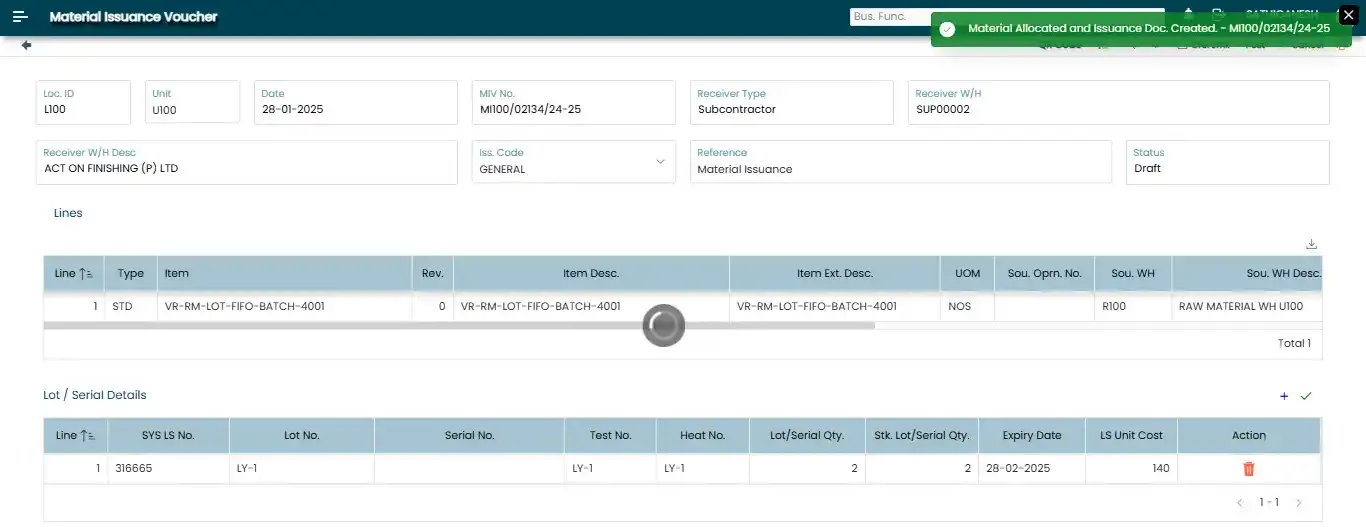 Material Issuance Voucher
Bus. Func.
Material Allocated and Issuance Doc. Created. - MI100/02134/24-25
Loc. ID
L100
Unit
U100
Date
28-01-2025
MIV No.
MI100/02134/24-25
Receiver Type
Subcontractor
Receiver W/H
SUP00002
Receiver W/H Desc
ACT ON FINISHING (P) LTD
Iss. Code
GENERAL
Reference
Material Issuance
Status
Draft
Lines
Line Type Item Rev. Item Desc. Item Ext. Desc. UOM Sou. Oprn. No. Sou. WH Sou. WH Desc.
1 STD VR-RM-LOT-FIFO-BATCH-4001 0 VR-RM-LOT-FIFO-BATCH-4001 VR-RM-LOT-FIFO-BATCH-4001 NOS R100 RAW MATERIAL WH U100
Total 1
Lot / Serial Details
Line SYS LS No. Lot No. Serial No. Test No. Heat No. Lot/Serial Qty. Stk. Lot/Serial Qty. Expiry Date LS Unit Cost Action
1 316665 LY-1 LY-1 LY-1 2 2 28-02-2025 140
1 - 1